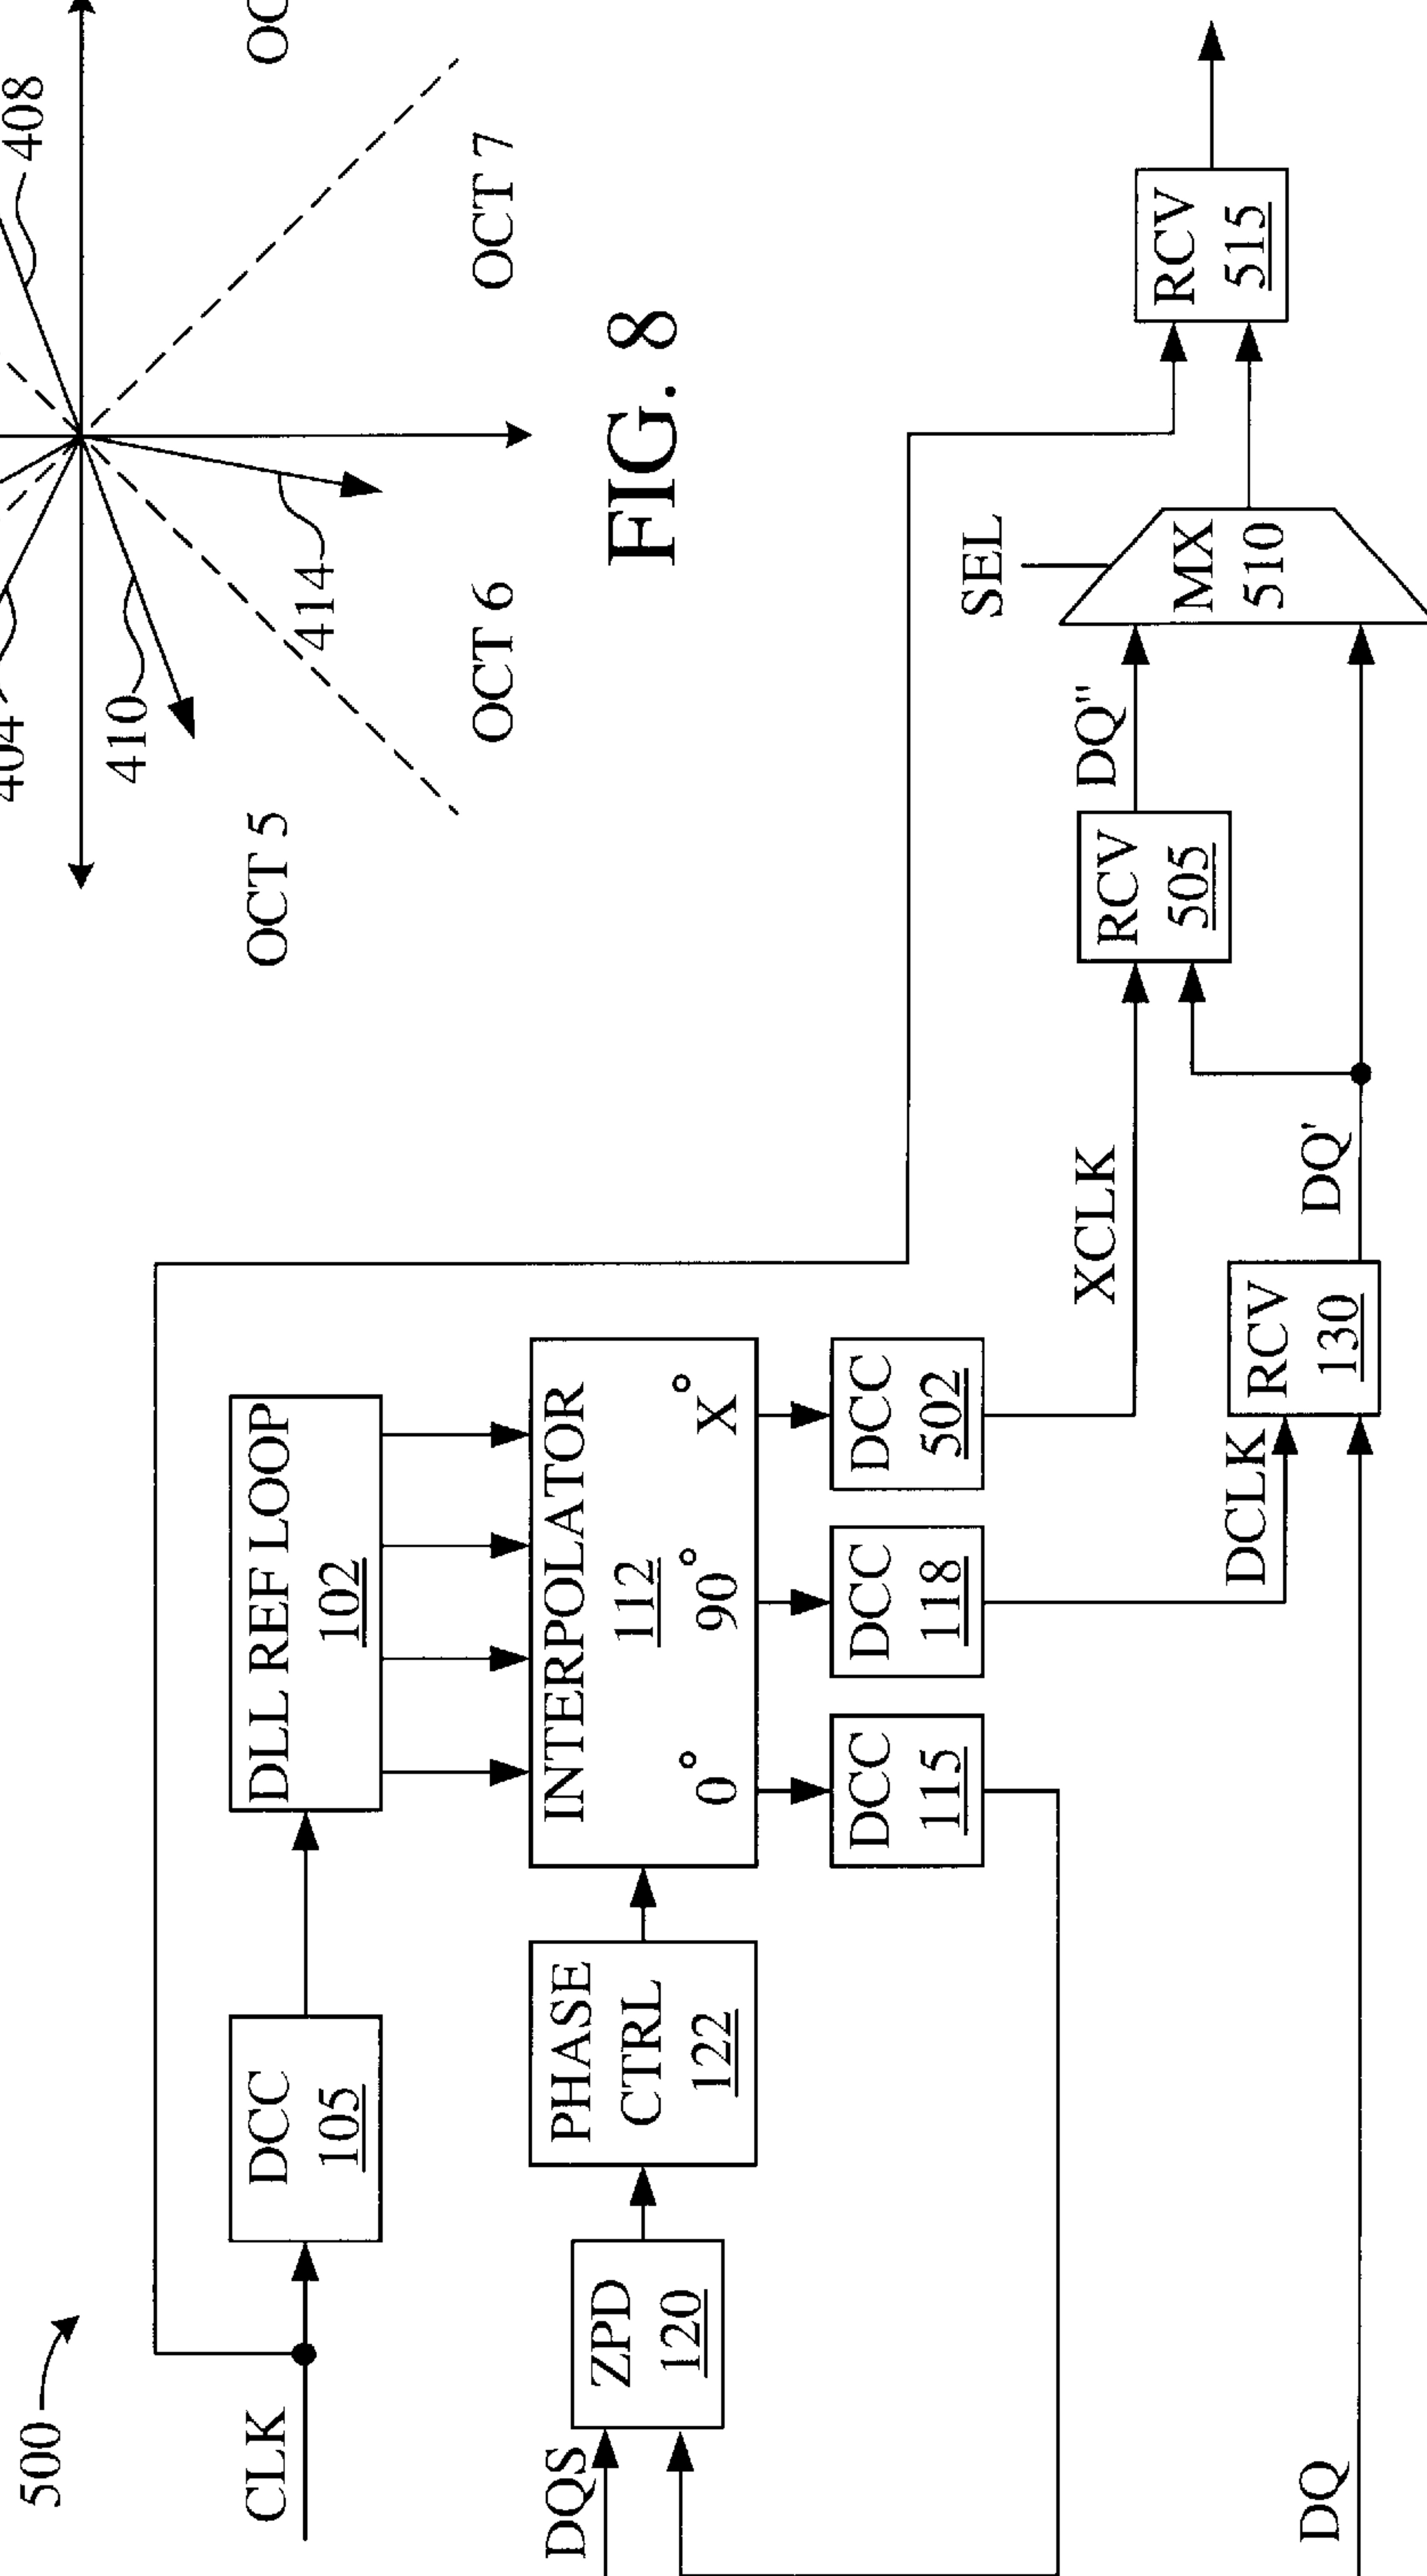 408
OCT 7
404
410
414
OCT 6
OCT 5
FIG. 8
500
CLK
DCC
105
DLL REF LOOP
102
DQS
ZPD
120
PHASE
CTRL
122
INTERPOLATOR
112
0° 90° X°
DCC
115
DCC
118
DCC
502
XCLK
DCLK
DQ
RCV
130
DQ'
RCV
505
DQ"
SEL
MX
510
RCV
515